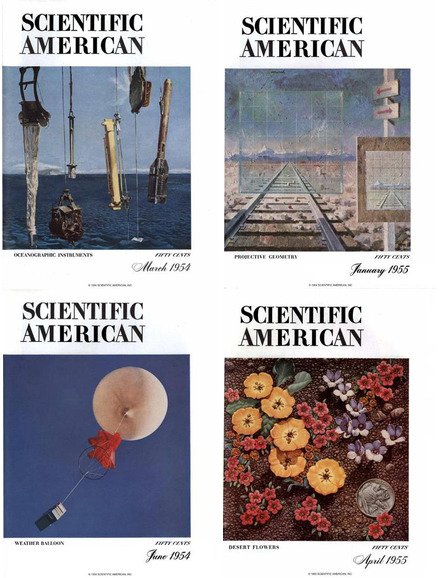 SCIENTIFIC
AMERICAN
OCEANOGRAPHIC INSTRUMENTS
FIFTY CENTS
March 1954
© 1954 SCIENTIFIC AMERICAN, INC
SCIENTIFIC
AMERICAN
PROJECTIVE GEOMETRY
FIFTY CENTS
January 1955
© 1955 SCIENTIFIC AMERICAN, INC
SCIENTIFIC
AMERICAN
WEATHER BALLOON
FIFTY CENTS
June 1954
© 1954 SCIENTIFIC AMERICAN, INC
SCIENTIFIC
AMERICAN
DESERT FLOWERS
FIFTY CENTS
April 1955
© 1955 SCIENTIFIC AMERICAN, INC